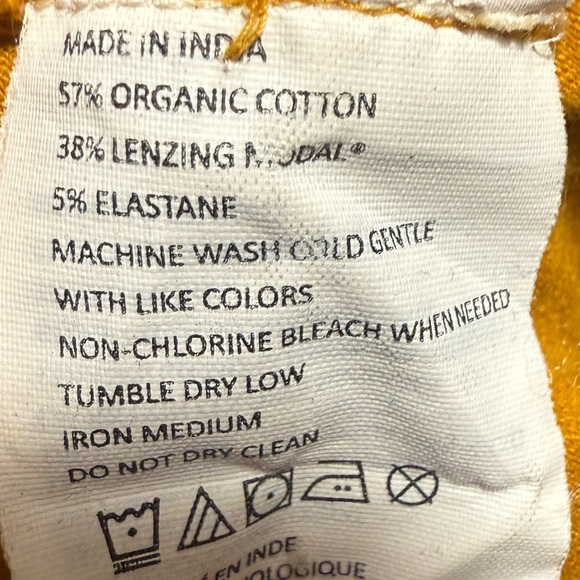 MADE IN INDIA
57% ORGANIC COTTON
38% LENZING MODAL®
5% ELASTANE
MACHINE WASH COLD GENTLE
WITH LIKE COLORS
NON-CHLORINE BLEACH WHEN NEEDED
TUMBLE DRY LOW
IRON MEDIUM
DO NOT DRY CLEAN
EN INDE